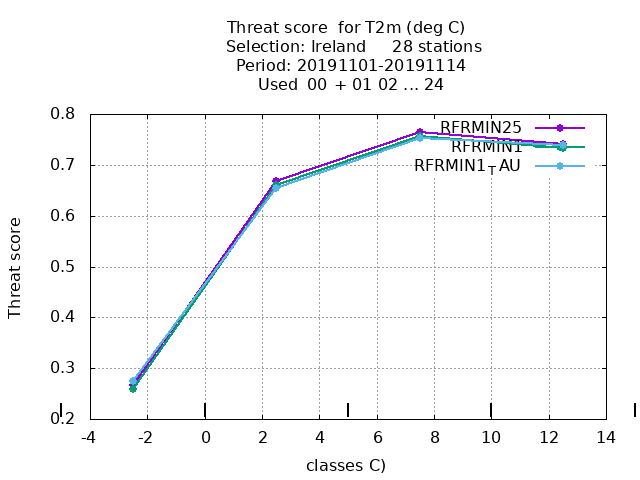 Threat score for T2m (deg C)
Selection: Ireland 28 stations
Period: 20191101-20191114
Used 00 + 01 02 ... 24
Threat score
0.8
0.7
0.6
0.5
0.4
0.3
0.2
RFRMIN25
RFRMIN1
RFRMIN1TAU
-4 -2 0 2 4 6 8 10 12 14
classes C)